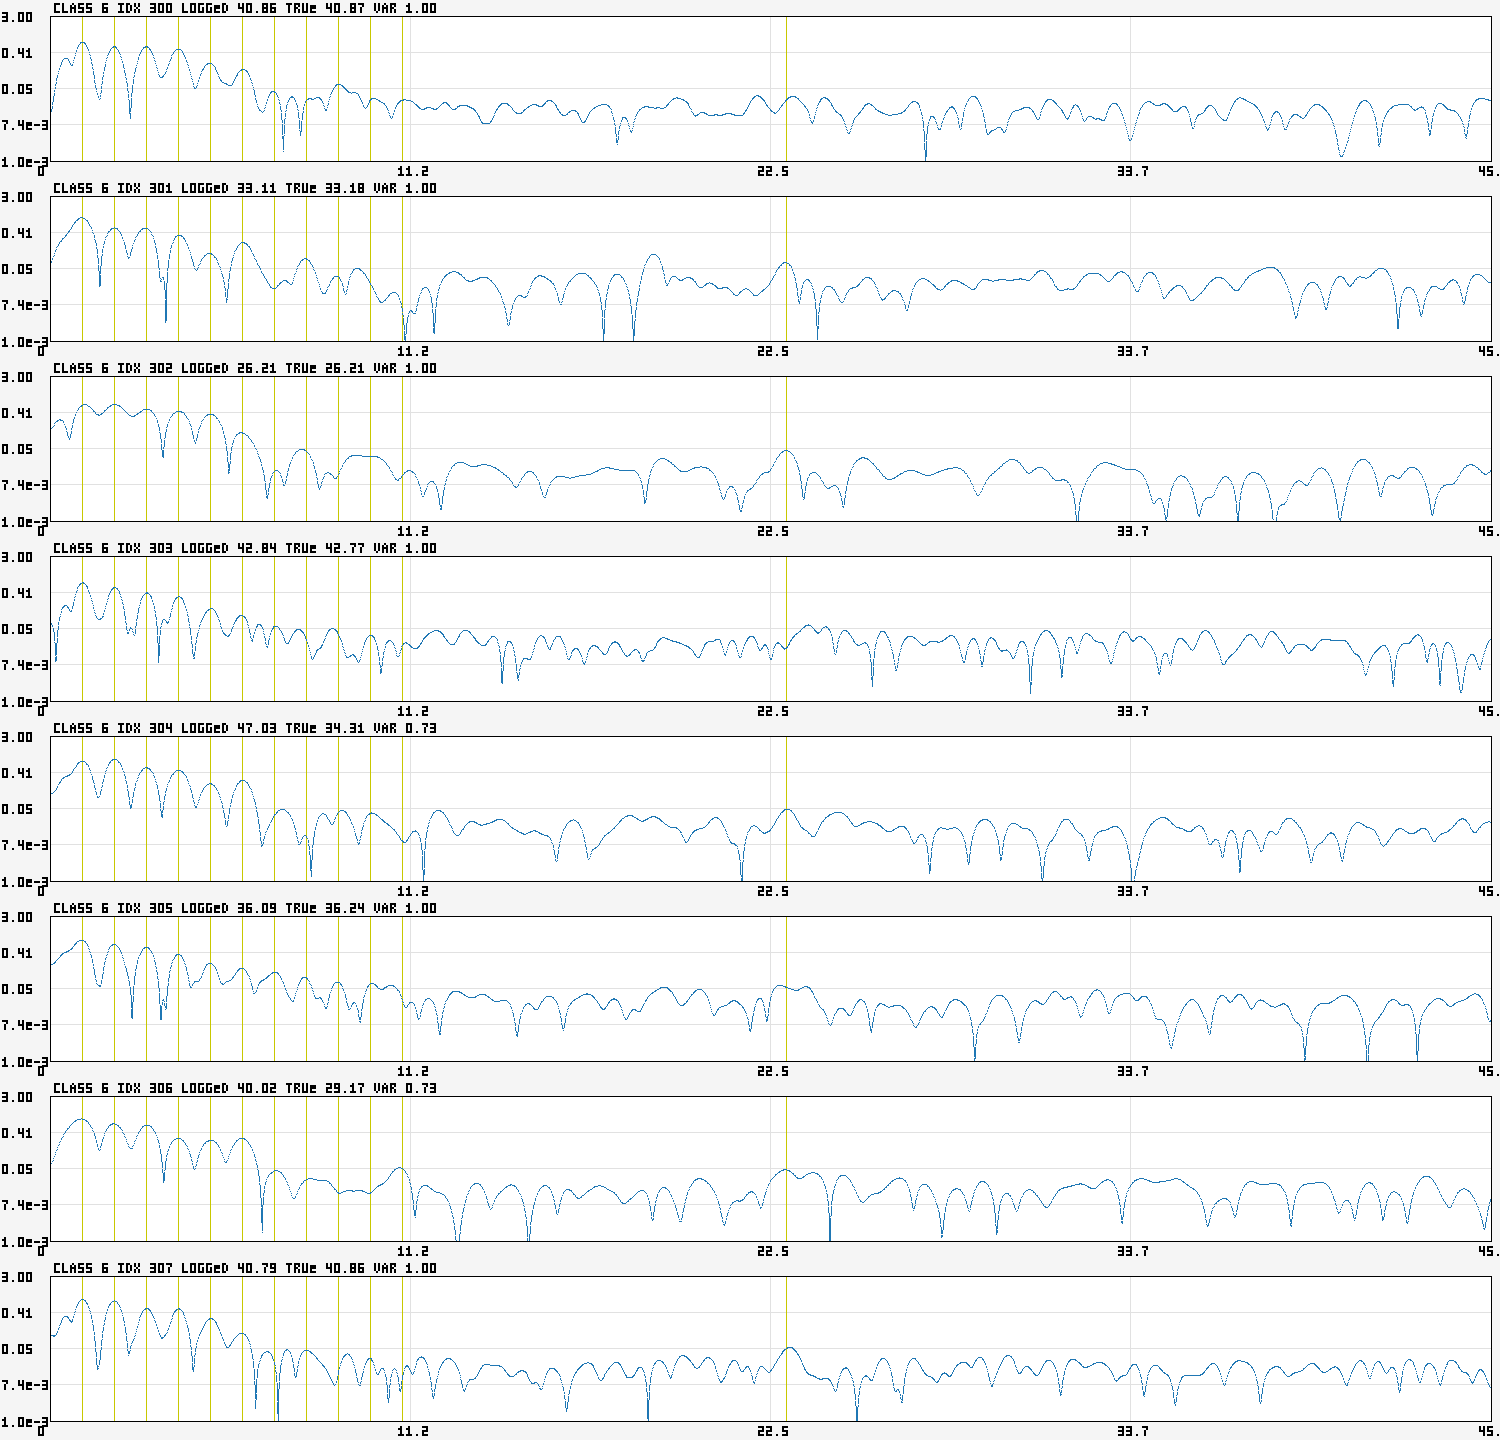 CLASS 6 IDX 300 LOGGeD 40.86 TRUe 40.87 VAR 1.00
3.00
0.41
0.05
7.4e-3
1.0e-3
0 11.2 22.5 33.7 45.
CLASS 6 IDX 301 LOGGeD 33.11 TRUe 33.18 VAR 1.00
3.00
0.41
0.05
7.4e-3
1.0e-3
0 11.2 22.5 33.7 45.
CLASS 6 IDX 302 LOGGeD 26.21 TRUe 26.21 VAR 1.00
3.00
0.41
0.05
7.4e-3
1.0e-3
0 11.2 22.5 33.7 45.
CLASS 6 IDX 303 LOGGeD 42.84 TRUe 42.77 VAR 1.00
3.00
0.41
0.05
7.4e-3
1.0e-3
0 11.2 22.5 33.7 45.
CLASS 6 IDX 304 LOGGeD 47.03 TRUe 34.31 VAR 0.73
3.00
0.41
0.05
7.4e-3
1.0e-3
0 11.2 22.5 33.7 45.
CLASS 6 IDX 305 LOGGeD 36.09 TRUe 36.24 VAR 1.00
3.00
0.41
0.05
7.4e-3
1.0e-3
0 11.2 22.5 33.7 45.
CLASS 6 IDX 306 LOGGeD 40.02 TRUe 29.17 VAR 0.73
3.00
0.41
0.05
7.4e-3
1.0e-3
0 11.2 22.5 33.7 45.
CLASS 6 IDX 307 LOGGeD 40.79 TRUe 40.86 VAR 1.00
3.00
0.41
0.05
7.4e-3
1.0e-3
0 11.2 22.5 33.7 45.